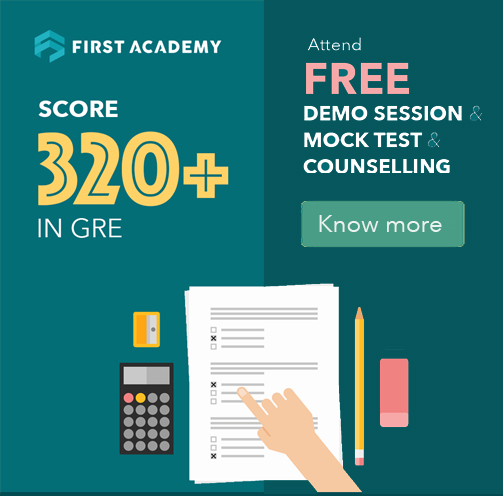 FIRST ACADEMY
SCORE
320+
IN GRE
Attend
FREE
DEMO SESSION &
MOCK TEST &
COUNSELLING
Know more